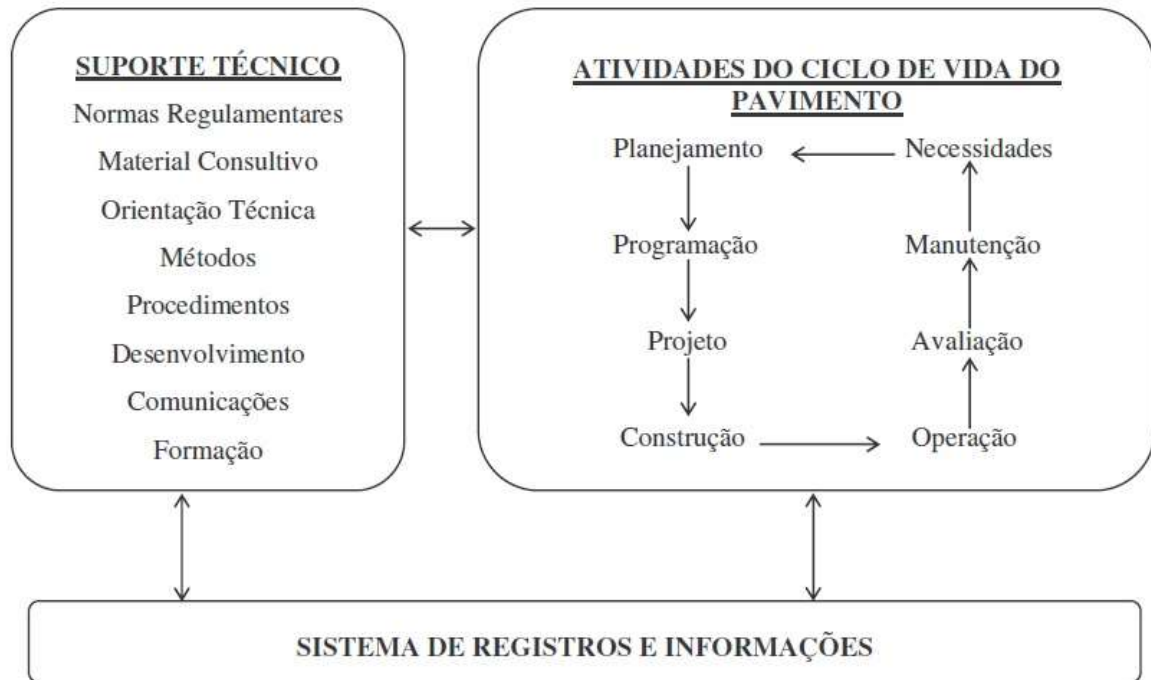 SUPORTE TÉCNICO
Normas Regulamentares
Material Consultivo
Orientação Técnica
Métodos
Procedimentos
Desenvolvimento
Comunicações
Formação
ATIVIDADES DO CICLO DE VIDA DO
PAVIMENTO
Planejamento
Necessidades
Programação
Manutenção
Projeto
Avaliação
Construção
Operação
SISTEMA DE REGISTROS E INFORMAÇÕES